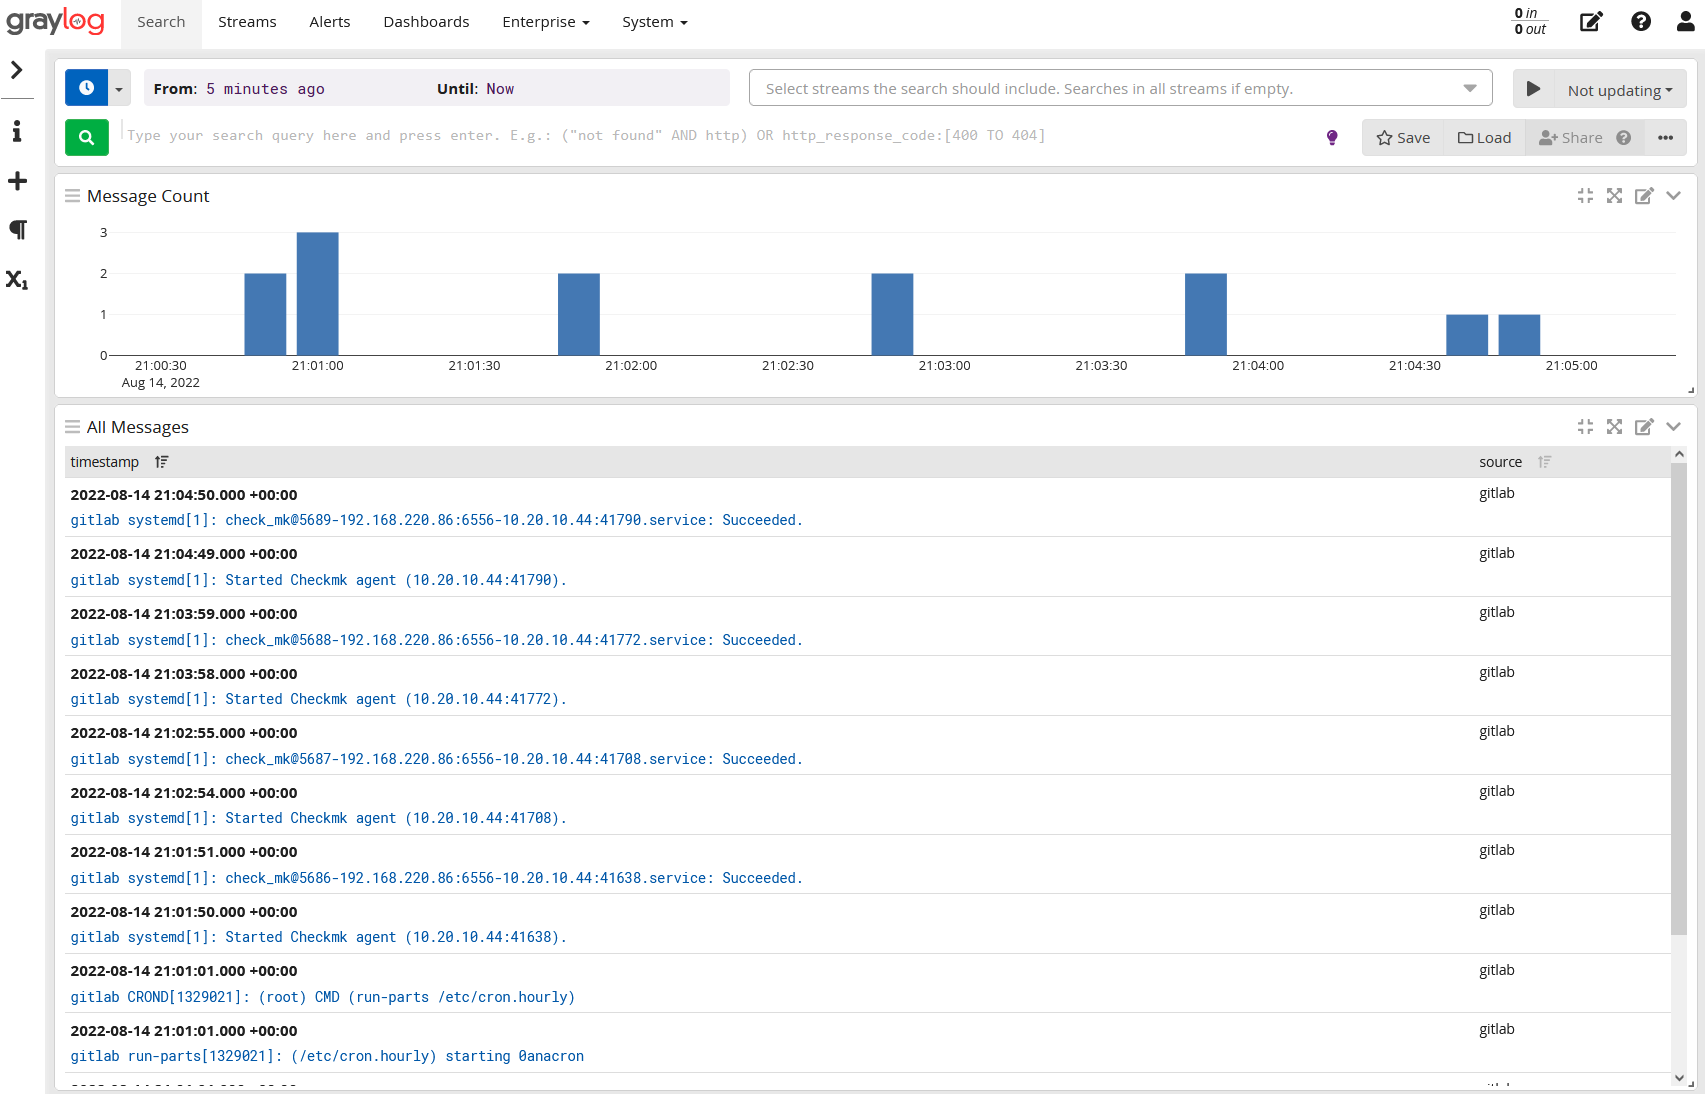 graylog Search Streams Alerts Dashboards Enterprise System 0 in
0 out
From: 5 minutes ago Until: Now Select streams the search should include. Searches in all streams if empty. Not updating
Type your search query here and press enter. E.g.: ("not found" AND http) OR http_response_code:[400 TO 404] Save Load Share
Message Count
3
2
1
0
21:00:30 21:01:00 21:01:30 21:02:00 21:02:30 21:03:00 21:03:30 21:04:00 21:04:30 21:05:00
Aug 14, 2022
All Messages
timestamp source
2022-08-14 21:04:50.000 +00:00 gitlab
gitlab systemd[1]: check_mk@5689-192.168.220.86:6556-10.20.10.44:41790.service: Succeeded.
2022-08-14 21:04:49.000 +00:00 gitlab
gitlab systemd[1]: Started Checkmk agent (10.20.10.44:41790).
2022-08-14 21:03:59.000 +00:00 gitlab
gitlab systemd[1]: check_mk@5688-192.168.220.86:6556-10.20.10.44:41772.service: Succeeded.
2022-08-14 21:03:58.000 +00:00 gitlab
gitlab systemd[1]: Started Checkmk agent (10.20.10.44:41772).
2022-08-14 21:02:55.000 +00:00 gitlab
gitlab systemd[1]: check_mk@5687-192.168.220.86:6556-10.20.10.44:41708.service: Succeeded.
2022-08-14 21:02:54.000 +00:00 gitlab
gitlab systemd[1]: Started Checkmk agent (10.20.10.44:41708).
2022-08-14 21:01:51.000 +00:00 gitlab
gitlab systemd[1]: check_mk@5686-192.168.220.86:6556-10.20.10.44:41638.service: Succeeded.
2022-08-14 21:01:50.000 +00:00 gitlab
gitlab systemd[1]: Started Checkmk agent (10.20.10.44:41638).
2022-08-14 21:01:01.000 +00:00 gitlab
gitlab CROND[1329021]: (root) CMD (run-parts /etc/cron.hourly)
2022-08-14 21:01:01.000 +00:00 gitlab
gitlab run-parts[1329021]: (/etc/cron.hourly) starting 0anacron